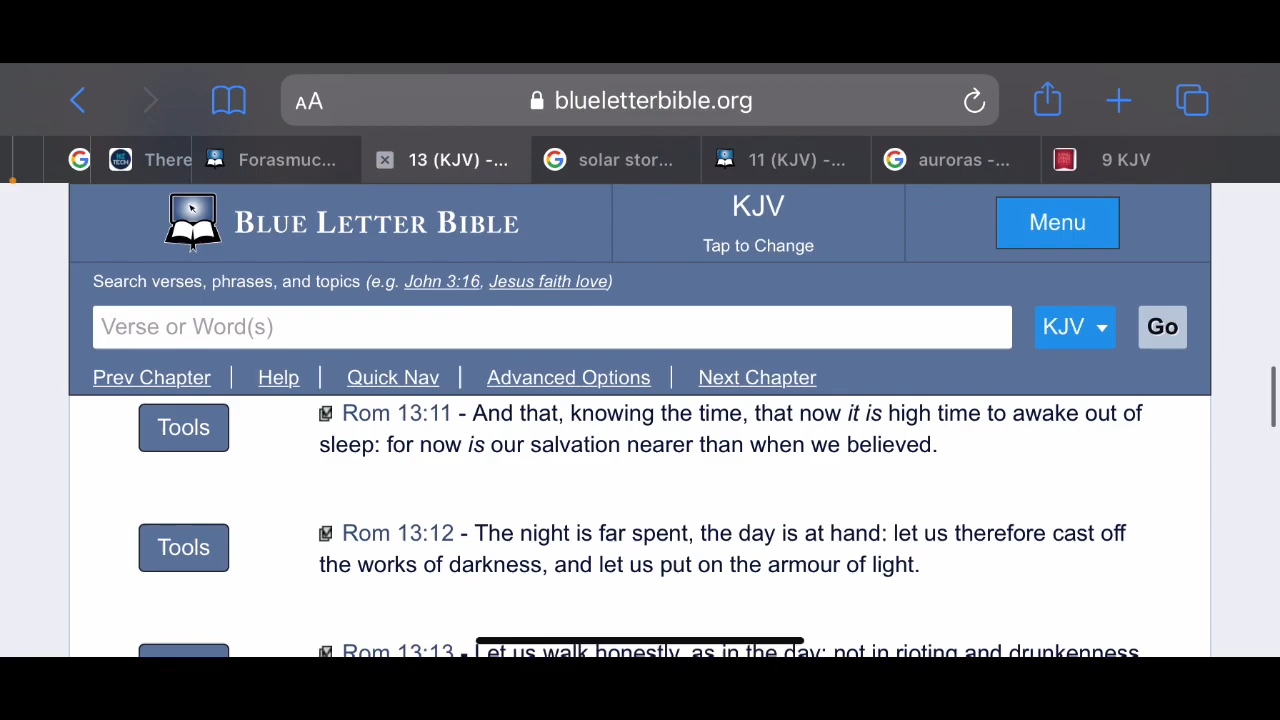 AA blueletterbible.org
There Forasmuc... 13 (KJV) -... solar stor... 11 (KJV) -... auroras -... 9 KJV
BLUE LETTER BIBLE KJV Menu
Tap to Change
Search verses, phrases, and topics (e.g. John 3:16, Jesus faith love)
Verse or Word(s) KJV Go
Prev Chapter | Help | Quick Nav | Advanced Options | Next Chapter
Tools Rom 13:11 - And that, knowing the time, that now it is high time to awake out of
sleep: for now is our salvation nearer than when we believed.
Tools Rom 13:12 - The night is far spent, the day is at hand: let us therefore cast off
the works of darkness, and let us put on the armour of light.
Rom 13:13 - Let us walk honestly, as in the day; not in rioting and drunkenness,